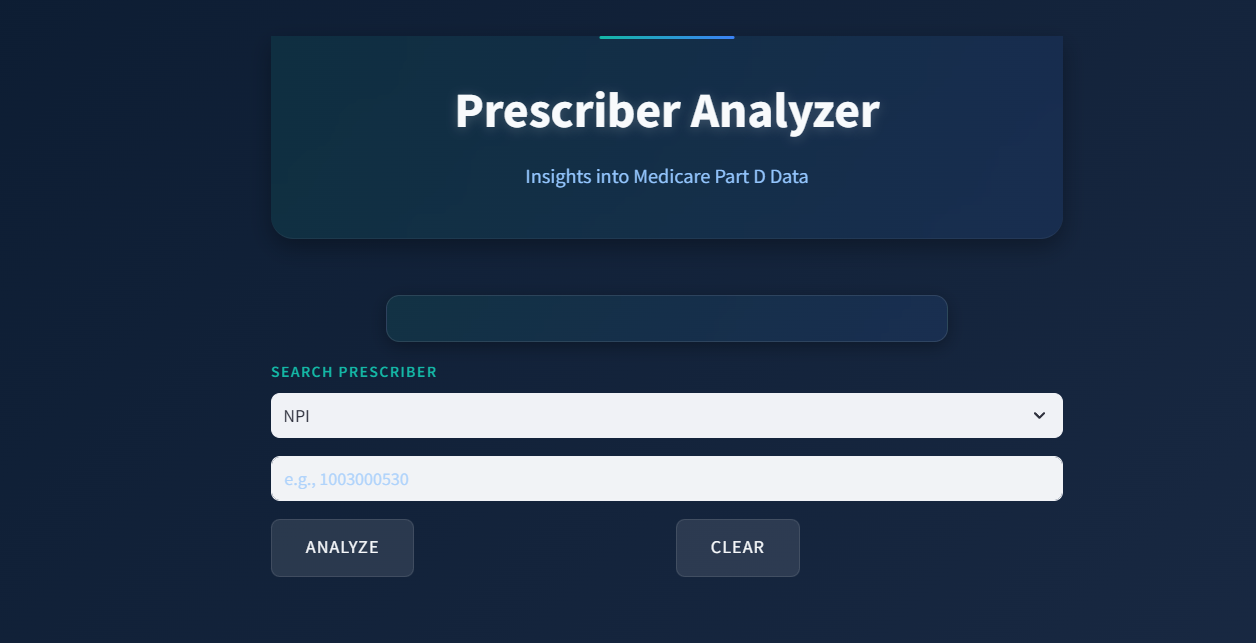 Prescriber Analyzer
Insights into Medicare Part D Data
SEARCH PRESCRIBER
NPI
e.g., 1003000530
ANALYZE
CLEAR